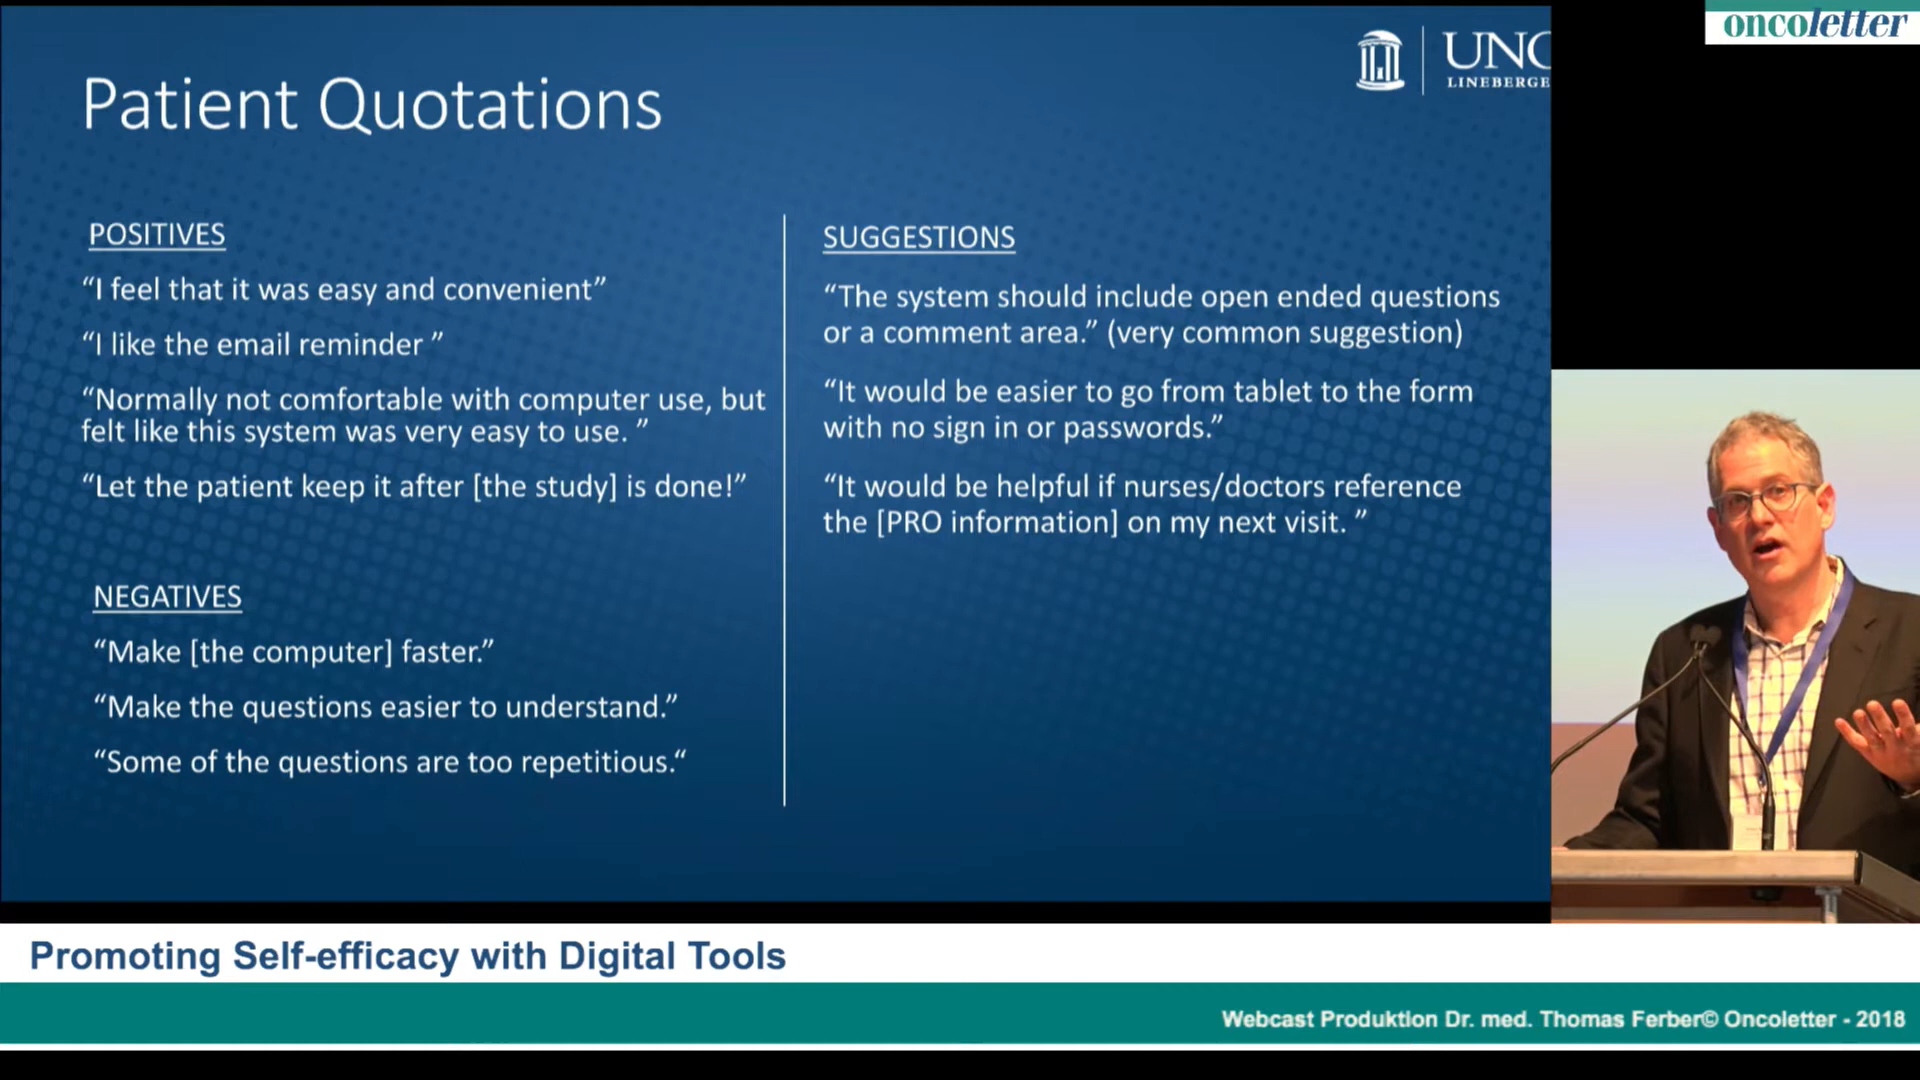 oncoletter
UNC
LINEBERGE
Patient Quotations
POSITIVES
“I feel that it was easy and convenient”
“I like the email reminder ”
“Normally not comfortable with computer use, but
felt like this system was very easy to use. ”
“Let the patient keep it after [the study] is done!”
NEGATIVES
“Make [the computer] faster.”
“Make the questions easier to understand.”
“Some of the questions are too repetitious.“
SUGGESTIONS
“The system should include open ended questions
or a comment area.” (very common suggestion)
“It would be easier to go from tablet to the form
with no sign in or passwords.”
“It would be helpful if nurses/doctors reference
the [PRO information] on my next visit. ”
Promoting Self-efficacy with Digital Tools
Webcast Produktion Dr. med. Thomas Ferber© Oncoletter - 2018